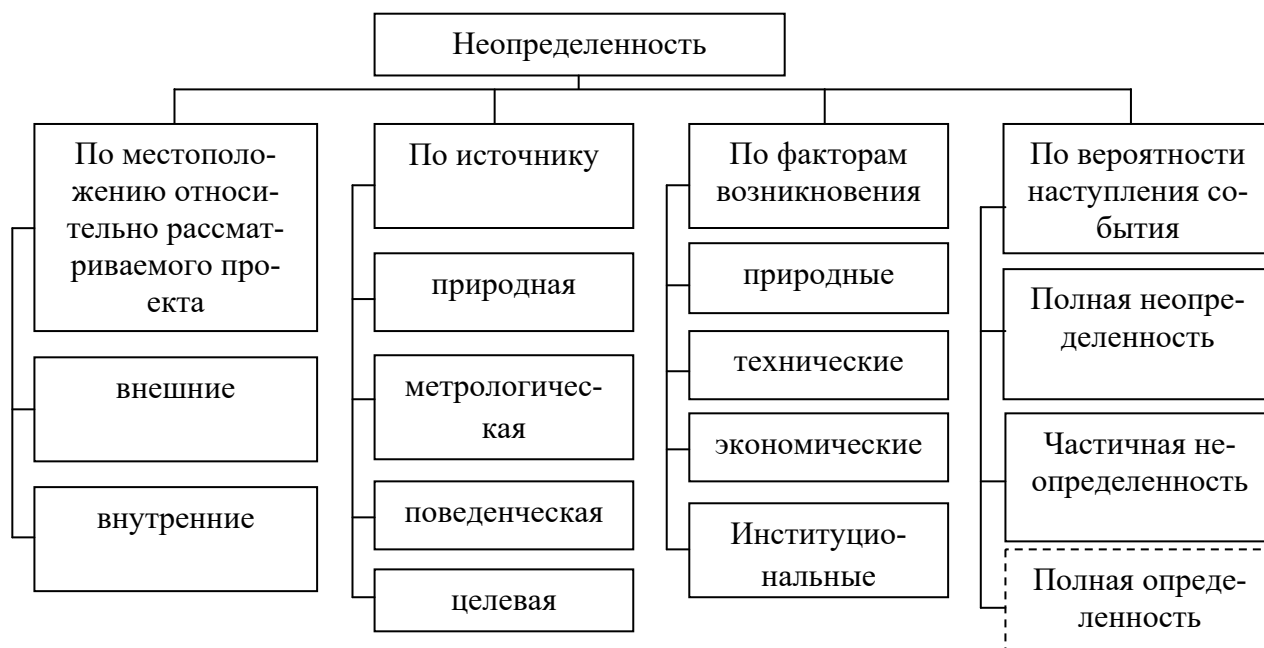 Неопределенность
По местополо-
жению относи-
тельно рассмат-
риваемого про-
екта
внешние
внутренние
По источнику
природная
метрологичес-
кая
поведенческая
целевая
По факторам
возникновения
природные
технические
экономические
Институцио-
нальные
По вероятности
наступления со-
бытия
Полная неопре-
деленность
Частичная не-
определенность
Полная опреде-
ленность